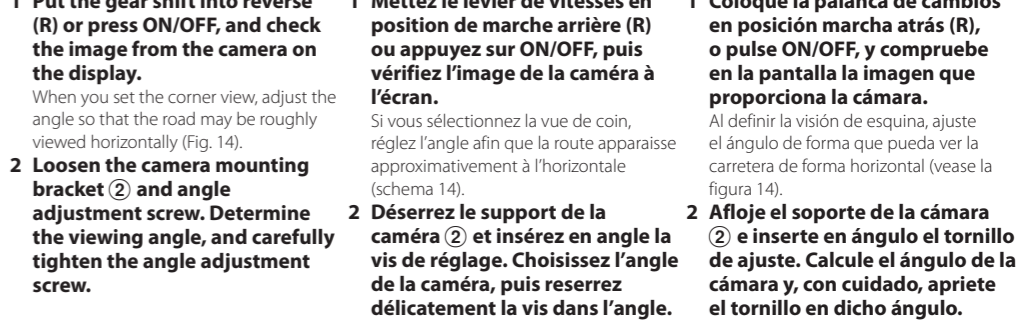 1 Put the gear shift into reverse
(R) or press ON/OFF, and check
the image from the camera on
the display.
When you set the corner view, adjust the
angle so that the road may be roughly
viewed horizontally (Fig. 14).
2 Loosen the camera mounting
bracket ② and angle
adjustment screw. Determine
the viewing angle, and carefully
tighten the angle adjustment
screw.
1 Mettez le levier de vitesses en
position de marche arrière (R)
ou appuyez sur ON/OFF, puis
vérifiez l'image de la caméra à
l'écran.
Si vous sélectionnez la vue de coin,
réglez l'angle afin que la route apparaisse
approximativement à l'horizontale
(schema 14).
2 Déserrez le support de la
caméra ② et insérez en angle la
vis de réglage. Choisissez l'angle
de la caméra, puis reserrez
délicatement la vis dans l'angle.
1 Coloque la palanca de cambios
en posición marcha atrás (R),
o pulse ON/OFF, y compruebe
en la pantalla la imagen que
proporciona la cámara.
Al definir la visión de esquina, ajuste
el ángulo de forma que pueda ver la
carretera de forma horizontal (vease la
figura 14).
2 Afloje el soporte de la cámara
② e inserte en ángulo el tornillo
de ajuste. Calcule el ángulo de la
cámara y, con cuidado, apriete
el tornillo en dicho ángulo.